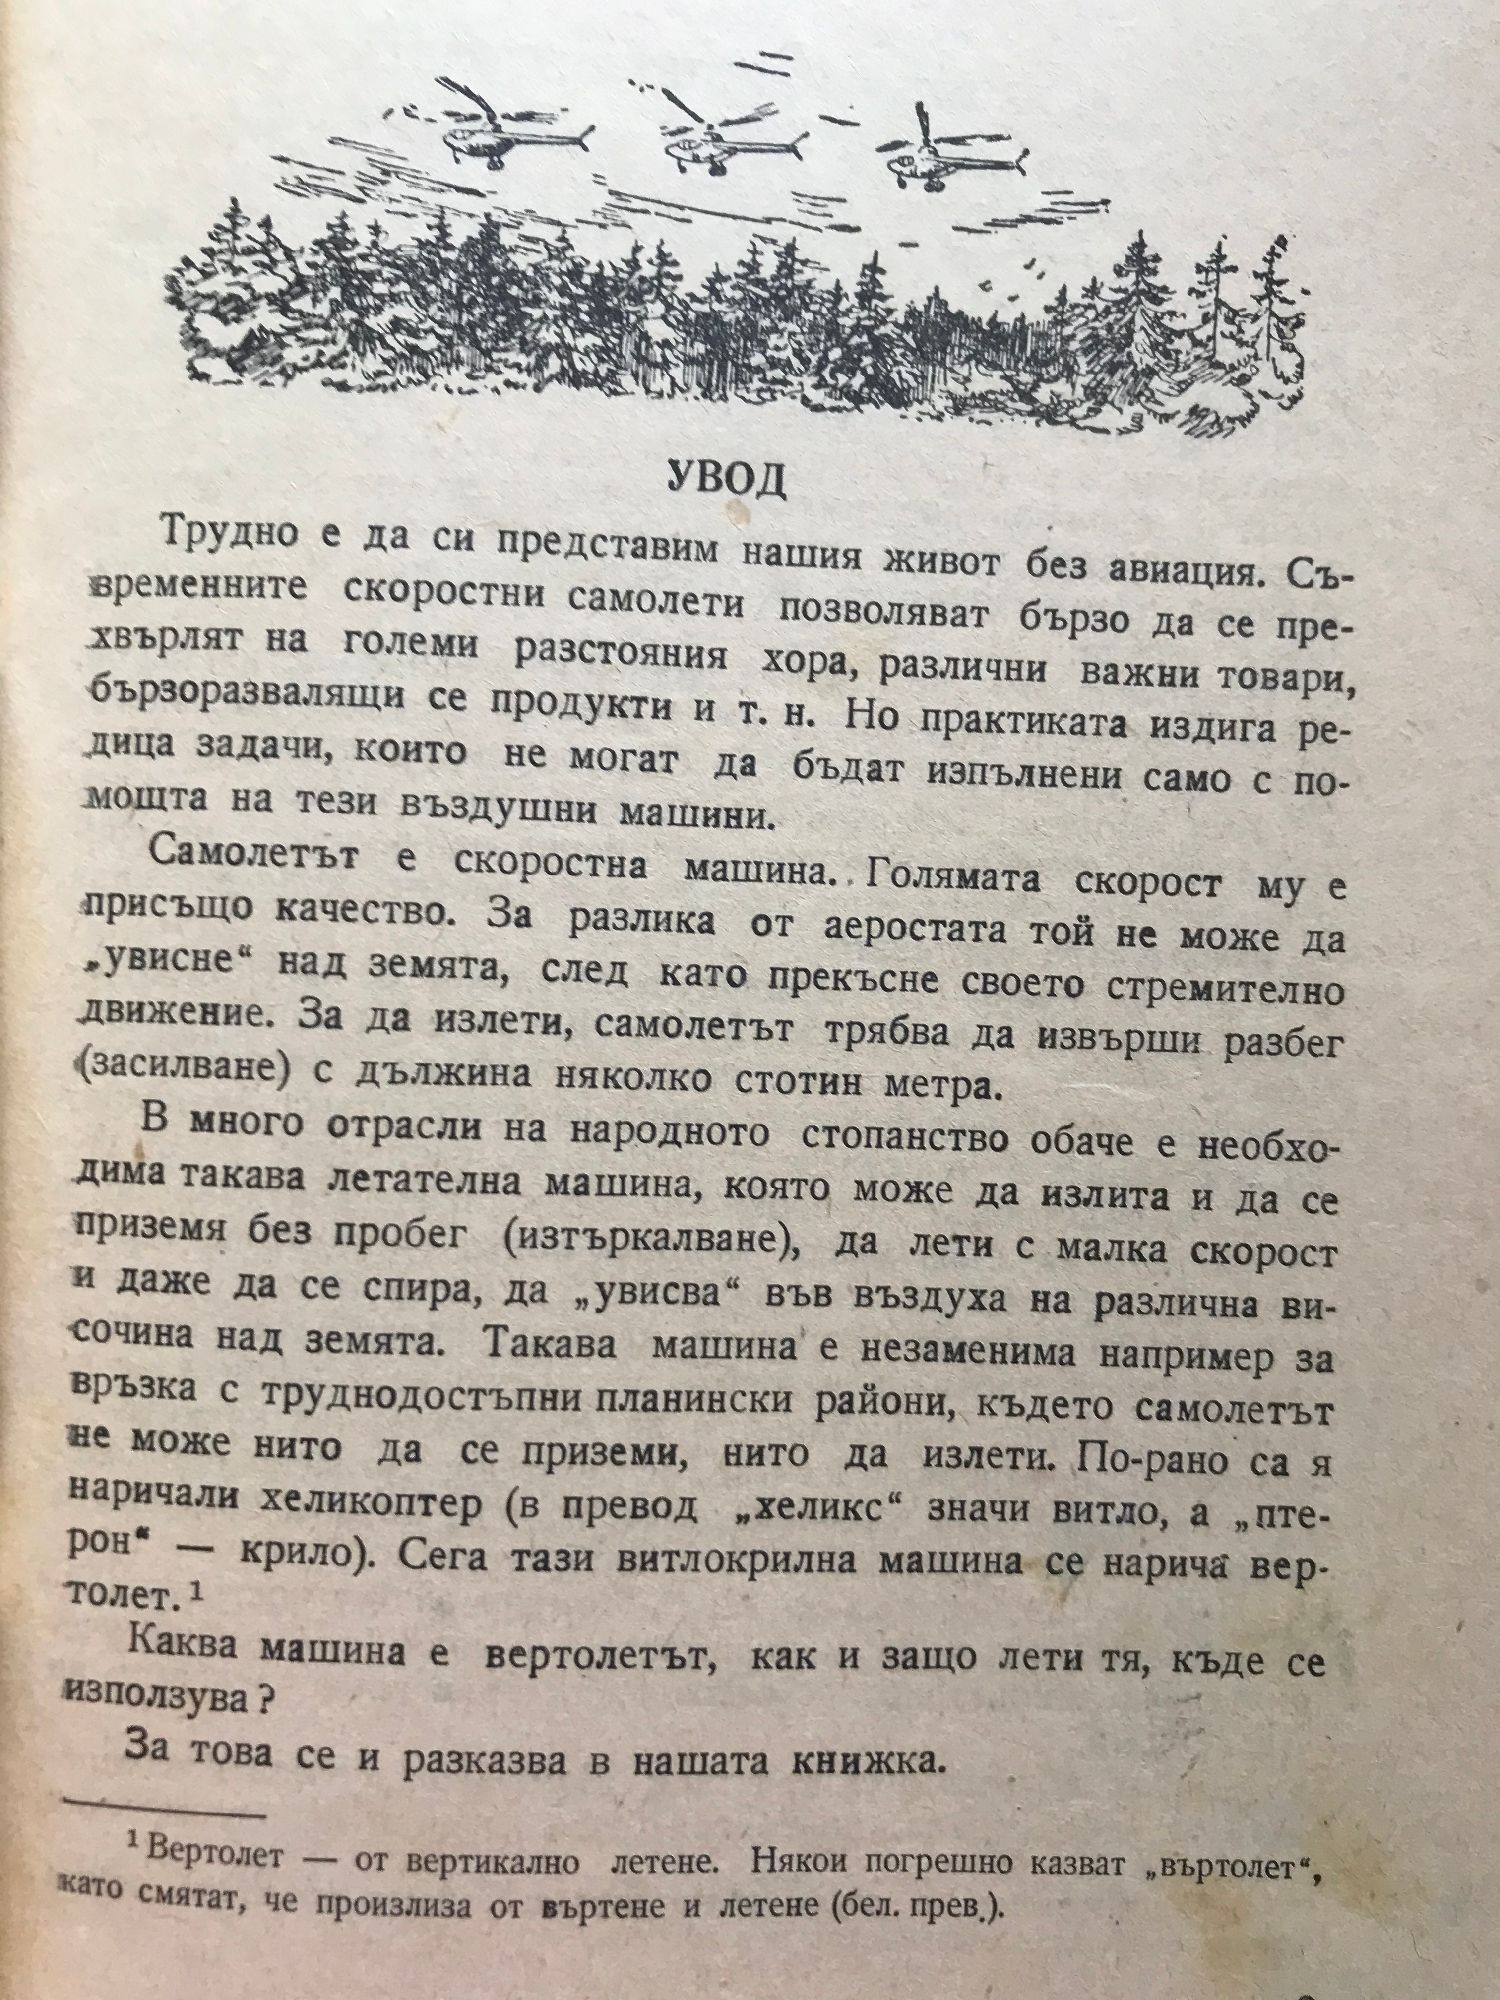 УВОД
Трудно е да си представим нашия живот без авиация. Съ-
временните скоростни самолети позволяват бързо да се пре-
хвърлят на големи разстояния хора, различни важни товари,
бързоразвалящи се продукти и т. н. Но практиката издига ре-
дица задачи, които не могат да бъдат изпълнени само с по-
мошта на тези въздушни машини.
Самолетът е скоростна машина. Голямата скорост му е
присъщо качество. За разлика от аеростата той не може да
„увисне“ над земята, след като прекъсне своето стремително
движение. За да излети, самолетът трябва да извърши разбег
(засилване) с дължина няколко стотин метра.
В много отрасли на народното стопанство обаче е необхо-
дима такава летателна машина, която може да излита и да се
приземя без пробег (изтъркалване), да лети с малка скорост
и даже да се спира, да „увисва“ във въздуха на различна ви-
сочина над земята. Такава машина е незаменима например за
връзка с труднодостъпни планински райони, където самолетът
не може нито да се приземи, нито да излети. По-рано са я
наричали хеликоптер (в превод „хеликс“ значи витло, а „пте-
рон“ — крило). Сега тази витлокрилна машина се нарича вер-
толет.¹
Каква машина е вертолетът, как и защо лети тя, къде се
използува?
За това се и разказва в нашата книжка.
¹ Вертолет — от вертикално летене. Някои погрешно казват „въртолет“,
като смятат, че произлиза от въртене и летене (бел. прев.).